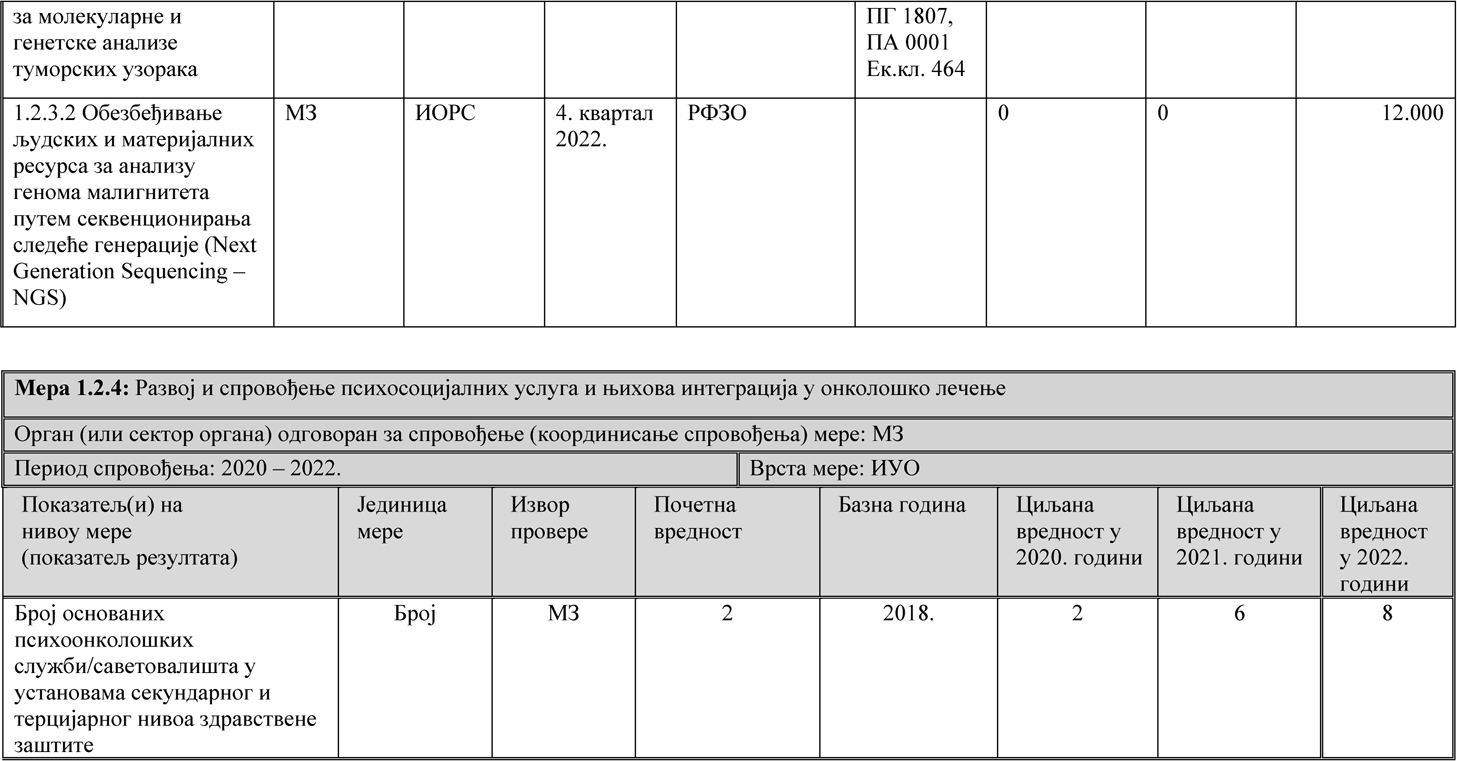 за молекуларне и
генетске анализе
туморских узорака
ПГ 1807,
ПА 0001
Ек.кл. 464
1.2.3.2 Обезбеђивање
људских и материјалних
ресурса за анализу
генома малигнитета
путем секвенционирања
следеће генерације (Next
Generation Sequencing –
NGS)
МЗ
ИОРС
4. квартал
2022.
РФЗО
0
0
12.000
Мера 1.2.4: Развој и спровођење психосоцијалних услуга и њихова интеграција у онколошко лечење
Орган (или сектор органа) одговоран за спровођење (координисање спровођења) мере: МЗ
Период спровођења: 2020 – 2022.
Врста мере: ИУО
Показатељ(и) на
нивоу мере
(показатељ резултата)
Јединица
мере
Извор
провере
Почетна
вредност
Базна година
Циљана
вредност у
2020. години
Циљана
вредност у
2021. години
Циљана
вредност
у 2022.
години
Број основаних
психоонколошких
служби/саветовалишта у
установама секундарног и
терцијарног нивоа здравствене
заштите
Број
МЗ
2
2018.
2
6
8